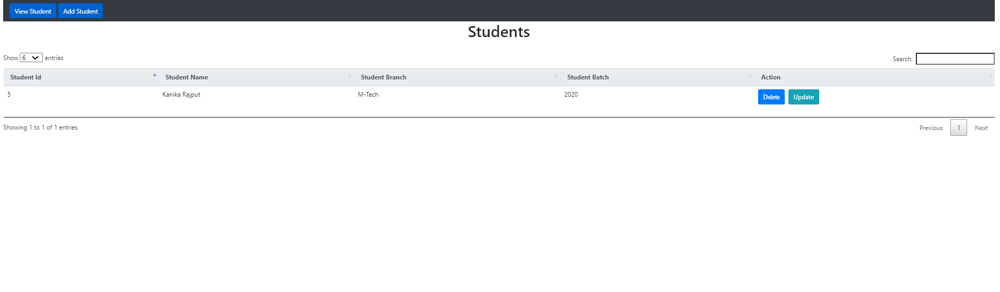 View Student Add Student
Students
Show 6 entries Search:
Student Id Student Name Student Branch Student Batch Action
5 Kanika Rajput M-Tech 2020 Delete Update
Showing 1 to 1 of 1 entries Previous 1 Next